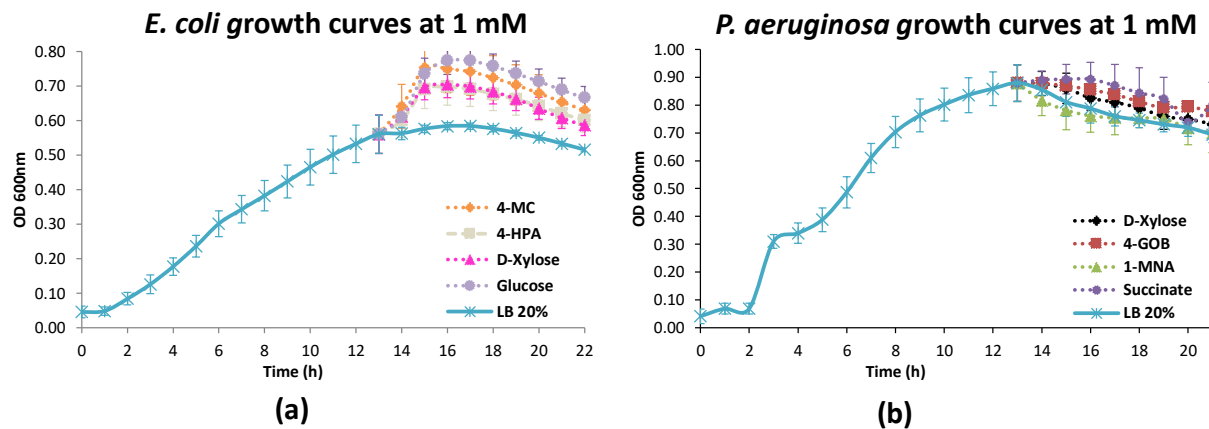 E. coli growth curves at 1 mM
OD 600nm
0.80
0.70
0.60
0.50
0.40
0.30
0.20
0.10
0.00
4-MC
4-HPA
D-Xylose
Glucose
LB 20%
0 2 4 6 8 10 12 14 16 18 20 22
Time (h)
(a)
P. aeruginosa growth curves at 1 mM
OD 600nm
1.00
0.90
0.80
0.70
0.60
0.50
0.40
0.30
0.20
0.10
0.00
D-Xylose
4-GOB
1-MNA
Succinate
LB 20%
0 2 4 6 8 10 12 14 16 18 20
Time (h)
(b)